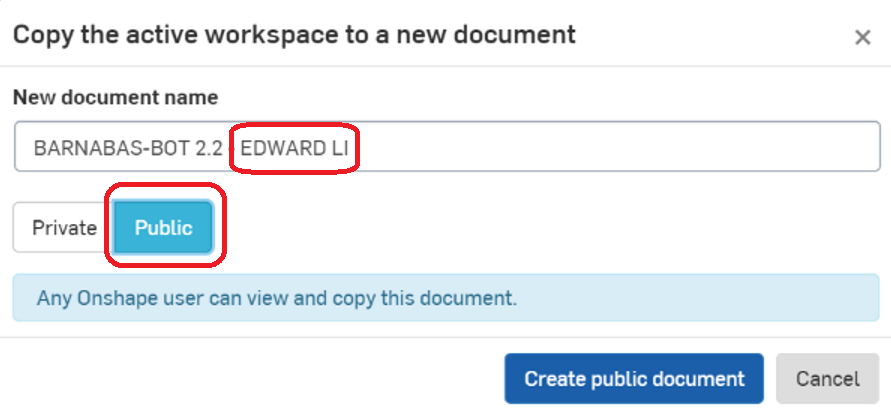 Copy the active workspace to a new document ×
New document name
BARNABAS-BOT 2.2 - EDWARD LI
Private Public
Any Onshape user can view and copy this document.
Create public document Cancel